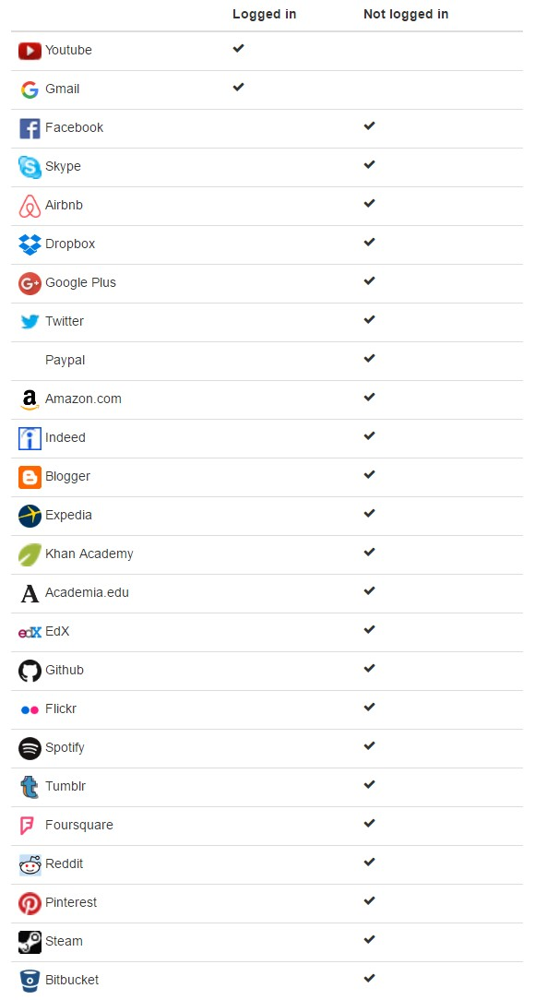 Logged in Not logged in
Youtube ✔
Gmail ✔
Facebook ✔
Skype ✔
Airbnb ✔
Dropbox ✔
G+ Google Plus ✔
Twitter ✔
Paypal ✔
a Amazon.com ✔
i Indeed ✔
Blogger ✔
Expedia ✔
Khan Academy ✔
A Academia.edu ✔
edX EdX ✔
Github ✔
Flickr ✔
Spotify ✔
t Tumblr ✔
Foursquare ✔
Reddit ✔
Pinterest ✔
Steam ✔
Bitbucket ✔